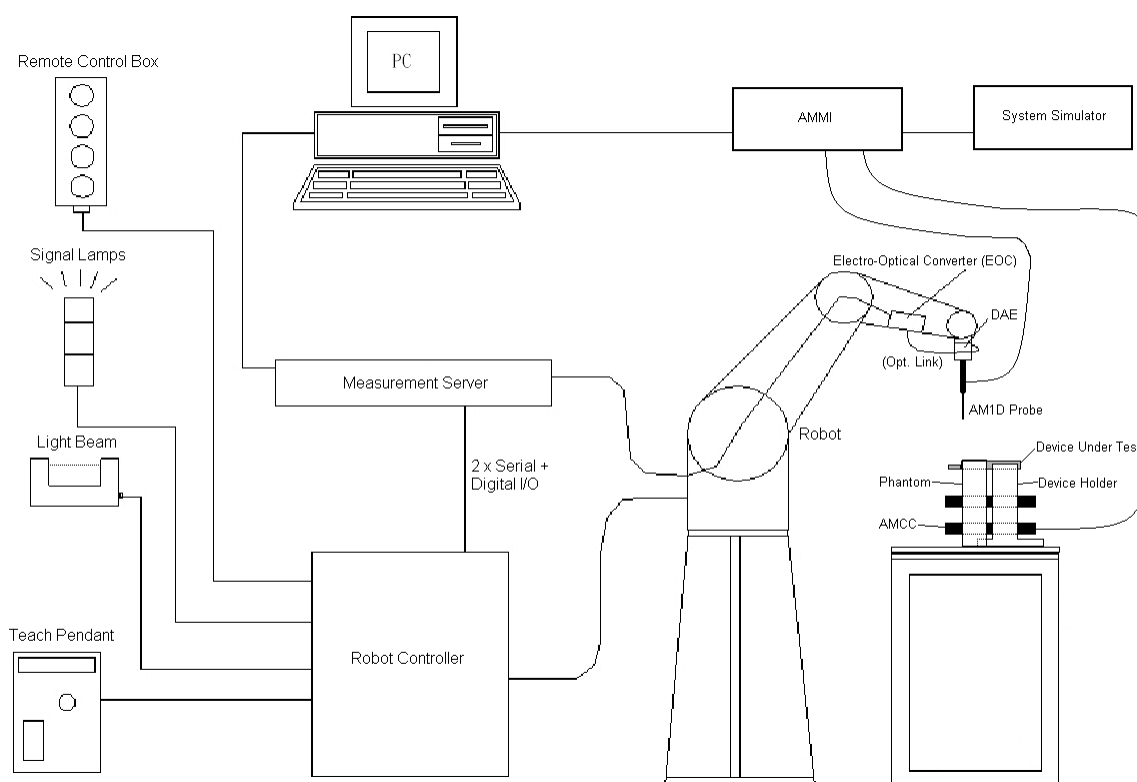 Remote Control Box
PC
AMMI
System Simulator
Signal Lamps
Electro-Optical Converter (EOC)
DAE
(Opt. Link)
Measurement Server
AM1D Probe
Light Beam
Robot
2 x Serial +
Digital I/O
Device Under Tes
Phantom
Device Holder
AMCC
Teach Pendant
Robot Controller